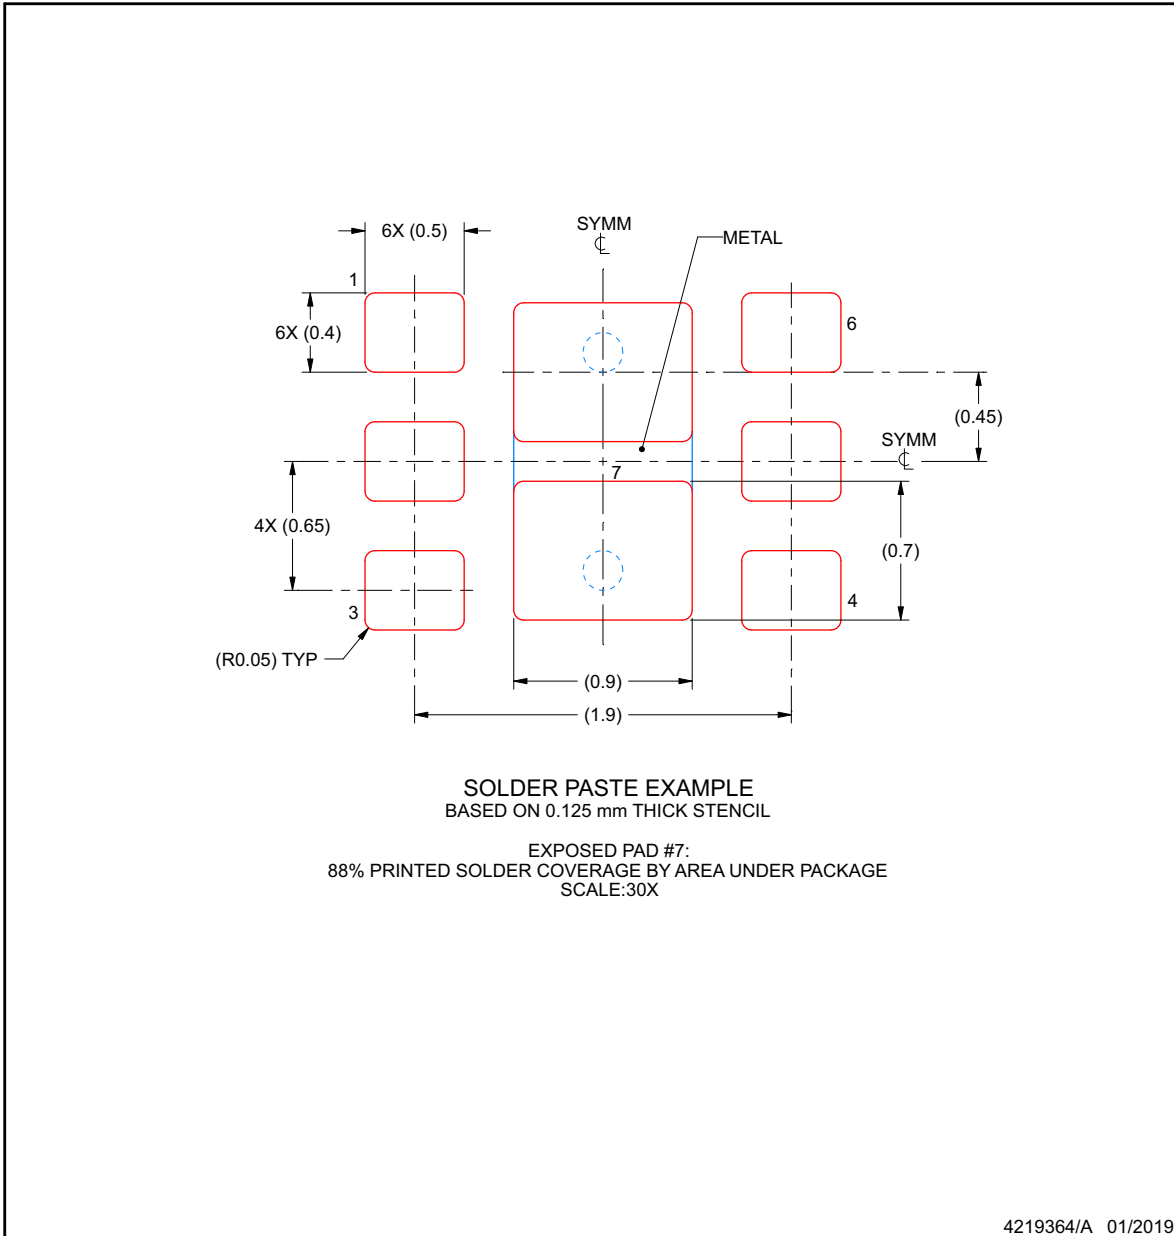 SYMM
6X (0.5)
METAL
1
6X (0.4)
6
(0.45)
SYMM
7
4X (0.65)
(0.7)
3
4
(R0.05) TYP
(0.9)
(1.9)
SOLDER PASTE EXAMPLE
BASED ON 0.125 mm THICK STENCIL
EXPOSED PAD #7:
88% PRINTED SOLDER COVERAGE BY AREA UNDER PACKAGE
SCALE:30X
4219364/A 01/2019